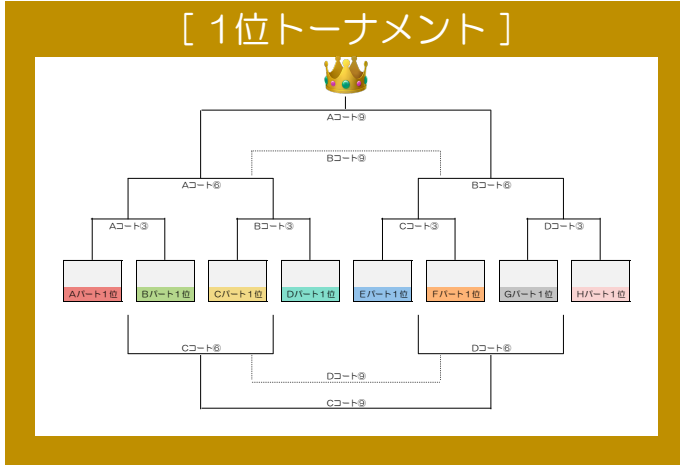 [ 1位トーナメント ]
Aコート⑨
Bコート⑨
Aコート⑥
Bコート⑥
Aコート③
Bコート③
Cコート③
Dコート③
Aパート1位
Bパート1位
Cパート1位
Dパート1位
Eパート1位
Fパート1位
Gパート1位
Hパート1位
Cコート⑥
Dコート⑥
Dコート⑨
Cコート⑨